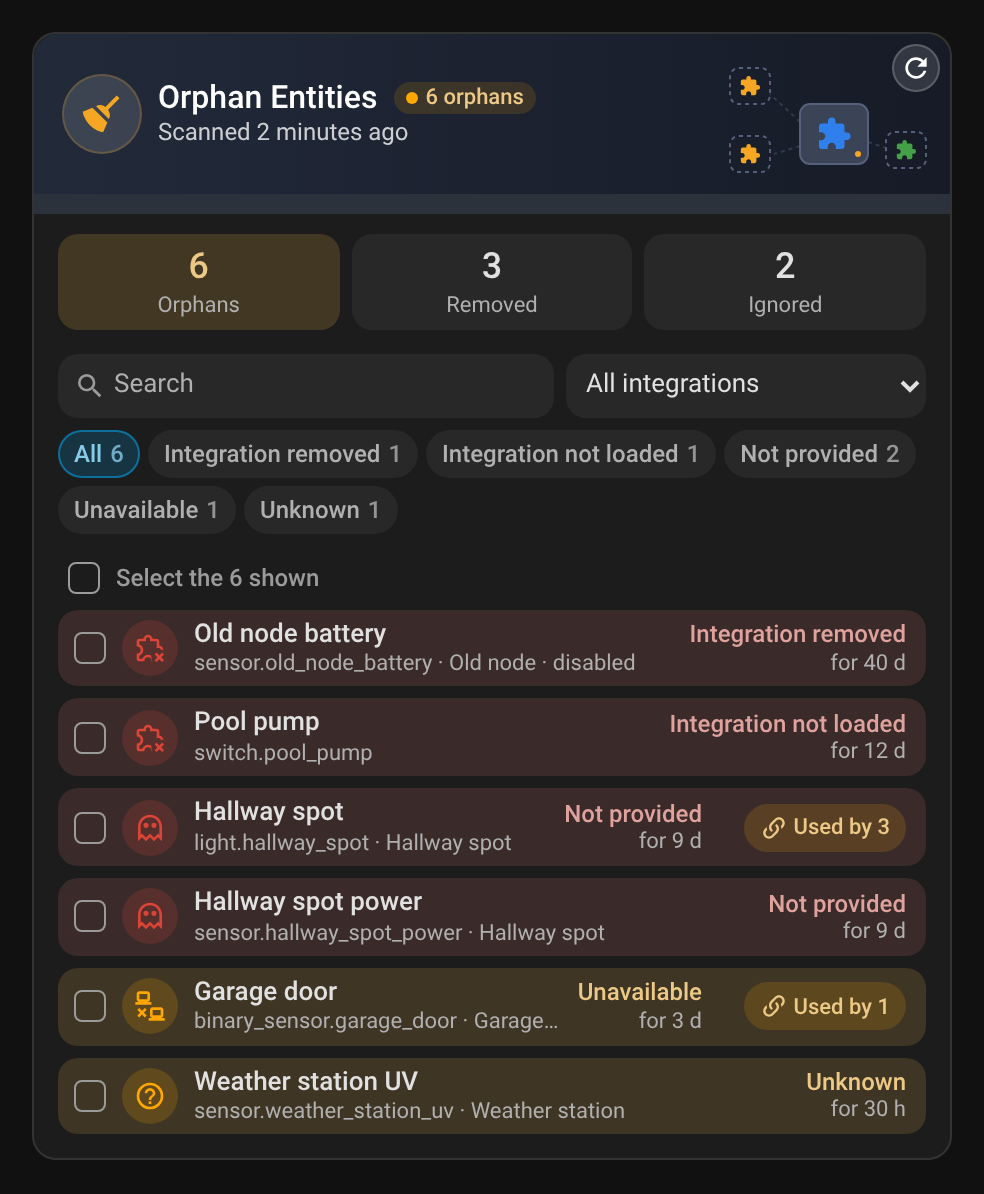 Orphan Entities
6 orphans
Scanned 2 minutes ago
6
Orphans
3
Removed
2
Ignored
Search
All integrations
All 6
Integration removed 1
Integration not loaded 1
Not provided 2
Unavailable 1
Unknown 1
Select the 6 shown
Old node battery
sensor.old_node_battery · Old node · disabled
Integration removed
for 40 d
Pool pump
switch.pool_pump
Integration not loaded
for 12 d
Hallway spot
light.hallway_spot · Hallway spot
Not provided
for 9 d
Used by 3
Hallway spot power
sensor.hallway_spot_power · Hallway spot
Not provided
for 9 d
Garage door
binary_sensor.garage_door · Garage…
Unavailable
for 3 d
Used by 1
Weather station UV
sensor.weather_station_uv · Weather station
Unknown
for 30 h